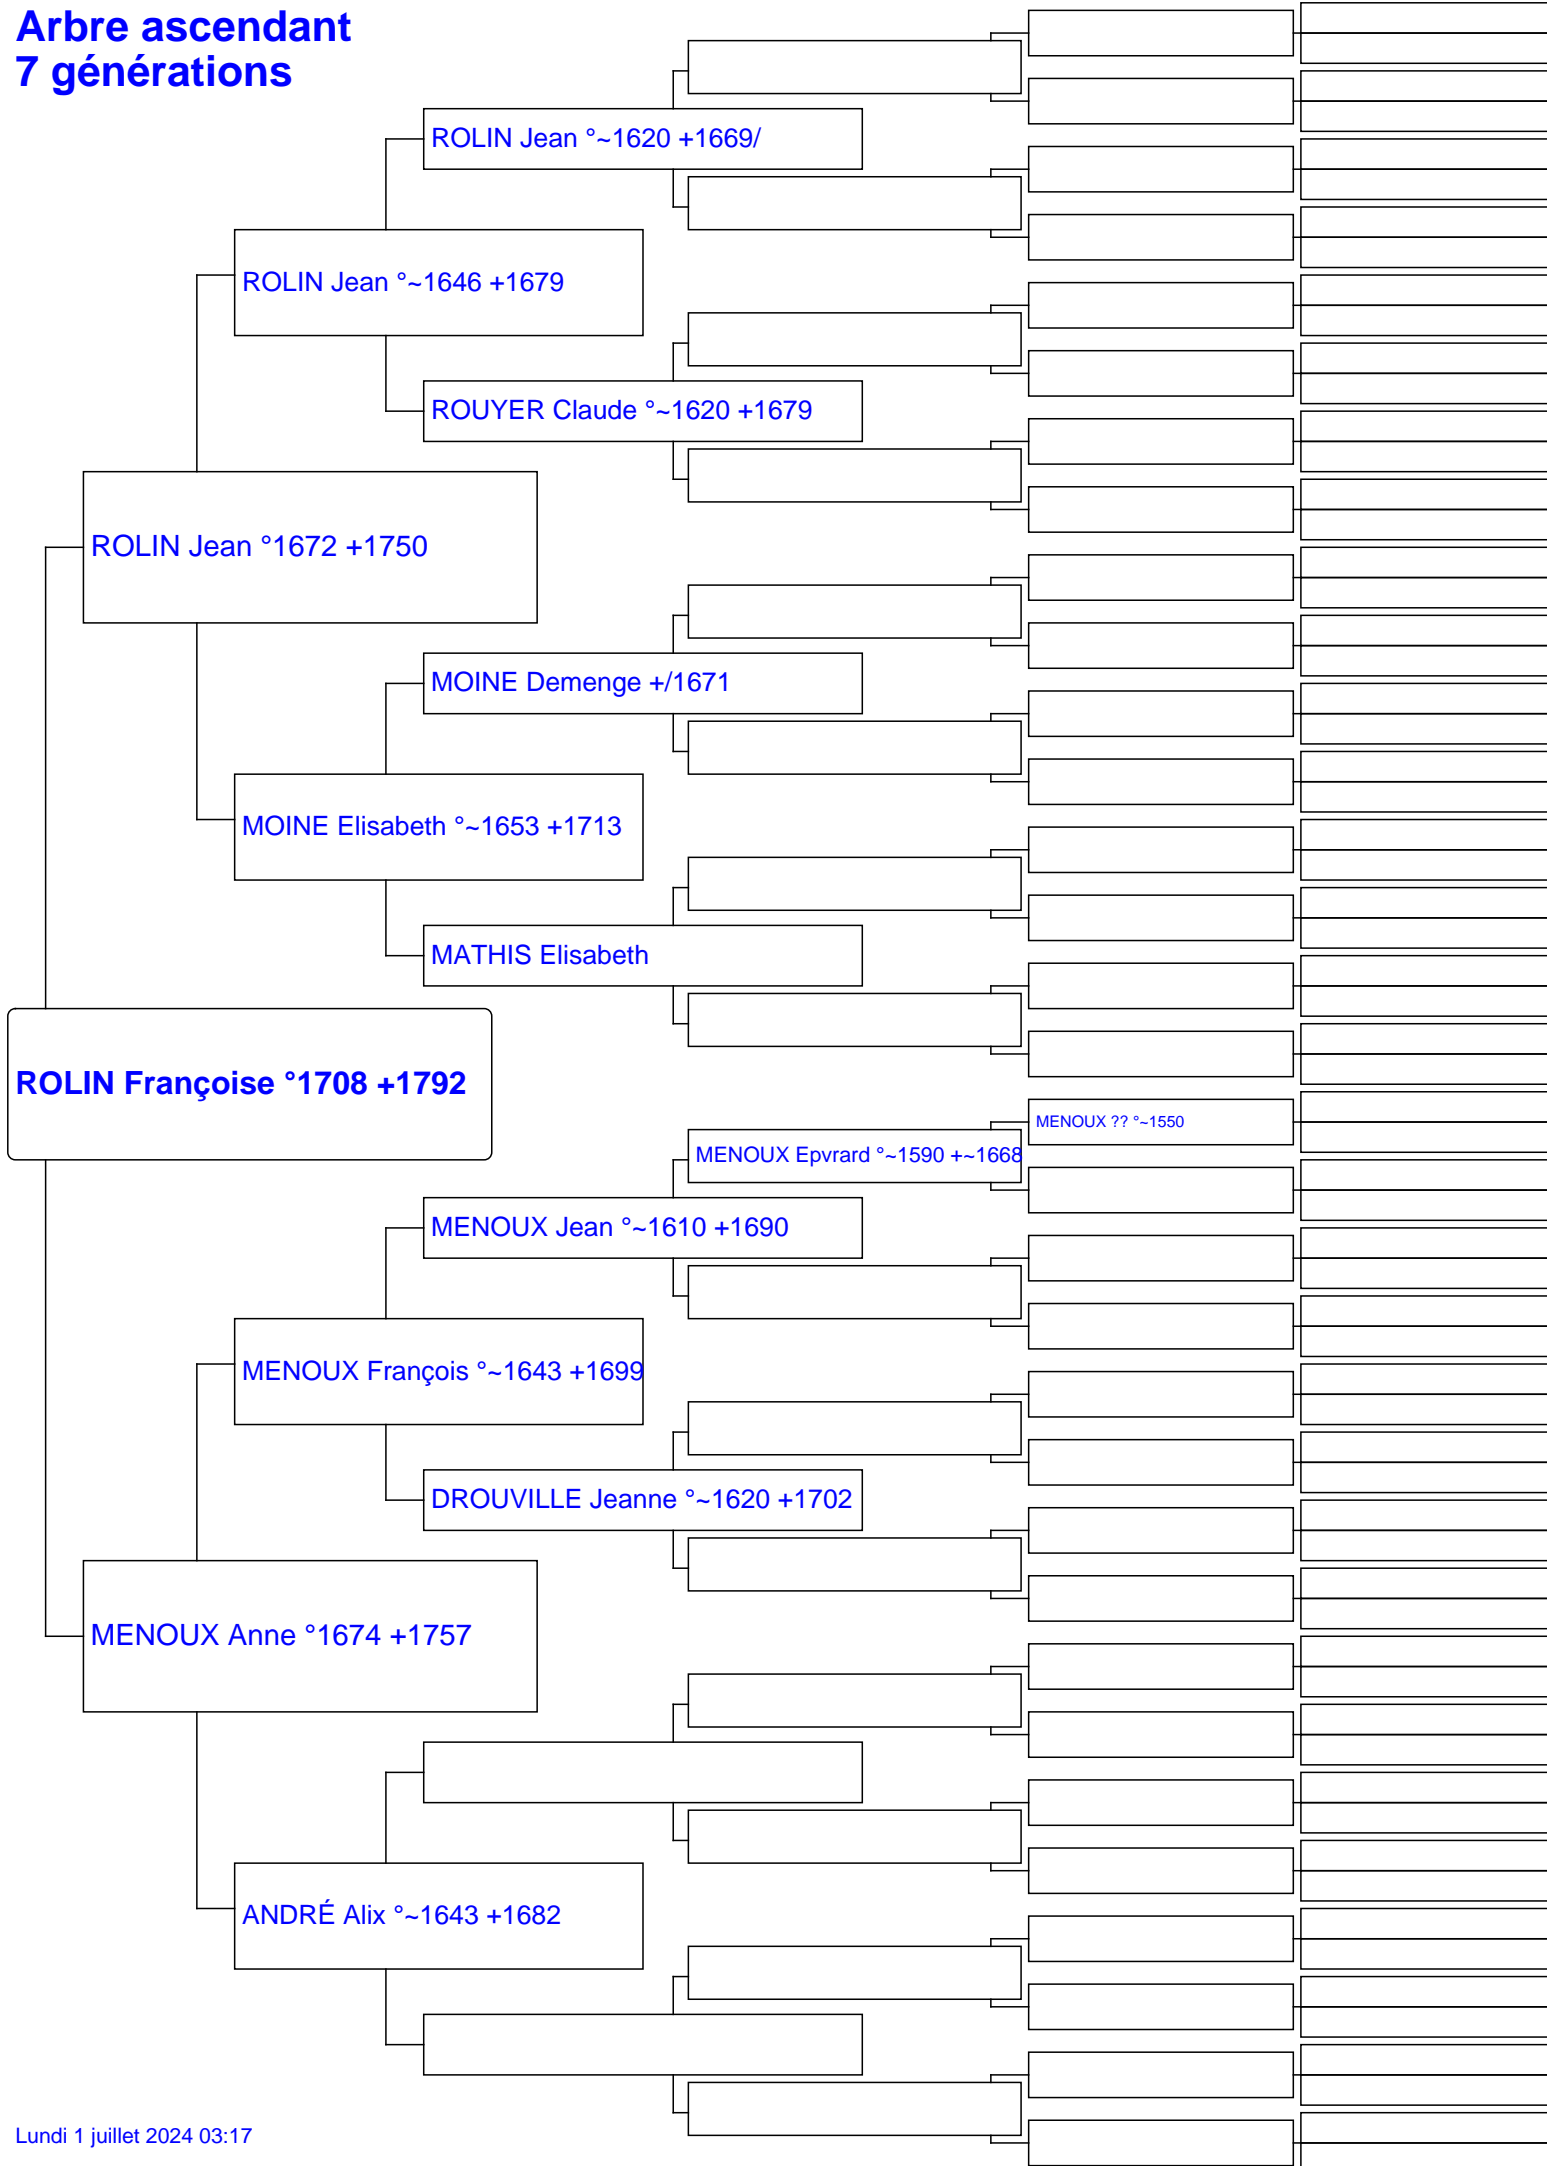 Arbre ascendant
7 générations
ROLIN Jean °~1620 +1669/
ROLIN Jean °~1646 +1679
ROUYER Claude °~1620 +1679
ROLIN Jean °1672 +1750
MOINE Demenge +/1671
MOINE Elisabeth °~1653 +1713
MATHIS Elisabeth
ROLIN Françoise °1708 +1792
MENOUX ?? °~1550
MENOUX Epvrard °~1590 +~1668
MENOUX Jean °~1610 +1690
MENOUX François °~1643 +1699
DROUVILLE Jeanne °~1620 +1702
MENOUX Anne °1674 +1757
ANDRÉ Alix °~1643 +1682
Lundi 1 juillet 2024 03:17